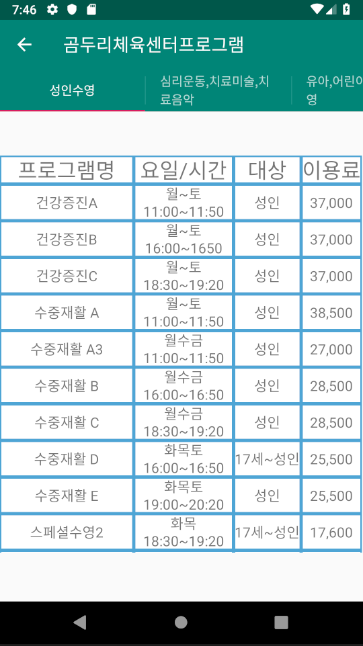 7:46
곰두리체육센터프로그램
성인수영
심리운동,치료미술,치
료음악
유아,어린이
영
프로그램명 요일/시간 대상 이용료
건강증진A 월~토 11:00~11:50 성인 37,000
건강증진B 월~토 16:00~1650 성인 37,000
건강증진C 월~토 18:30~19:20 성인 37,000
수중재활 A 월~토 11:00~11:50 성인 38,500
수중재활 A3 월수금 11:00~11:50 성인 27,000
수중재활 B 월수금 16:00~16:50 성인 28,500
수중재활 C 월수금 18:30~19:20 성인 28,500
수중재활 D 화목토 16:00~16:50 17세~성인 25,500
수중재활 E 화목토 19:00~20:20 성인 25,500
스페셜수영2 화목 18:30~19:20 17세~성인 17,600